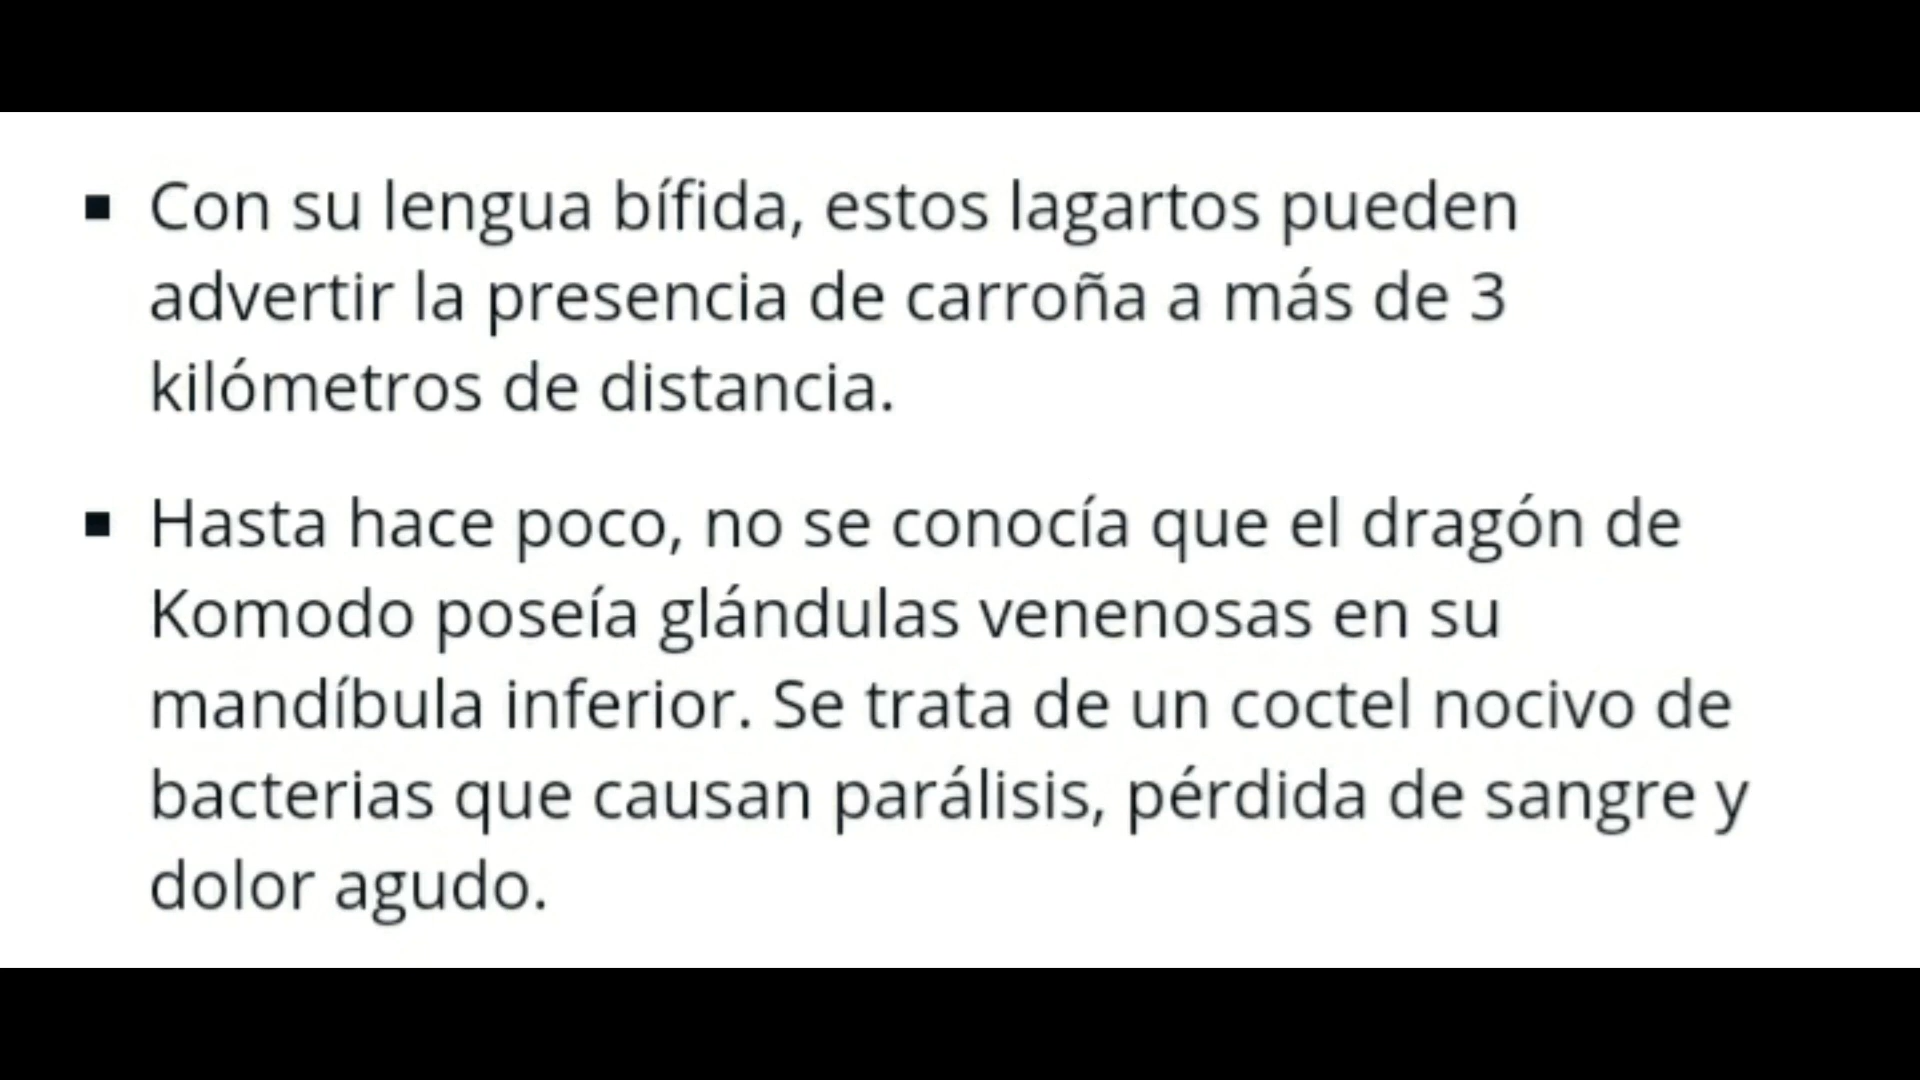 ▪ Con su lengua bífida, estos lagartos pueden
advertir la presencia de carroña a más de 3
kilómetros de distancia.
▪ Hasta hace poco, no se conocía que el dragón de
Komodo poseía glándulas venenosas en su
mandíbula inferior. Se trata de un coctel nocivo de
bacterias que causan parálisis, pérdida de sangre y
dolor agudo.